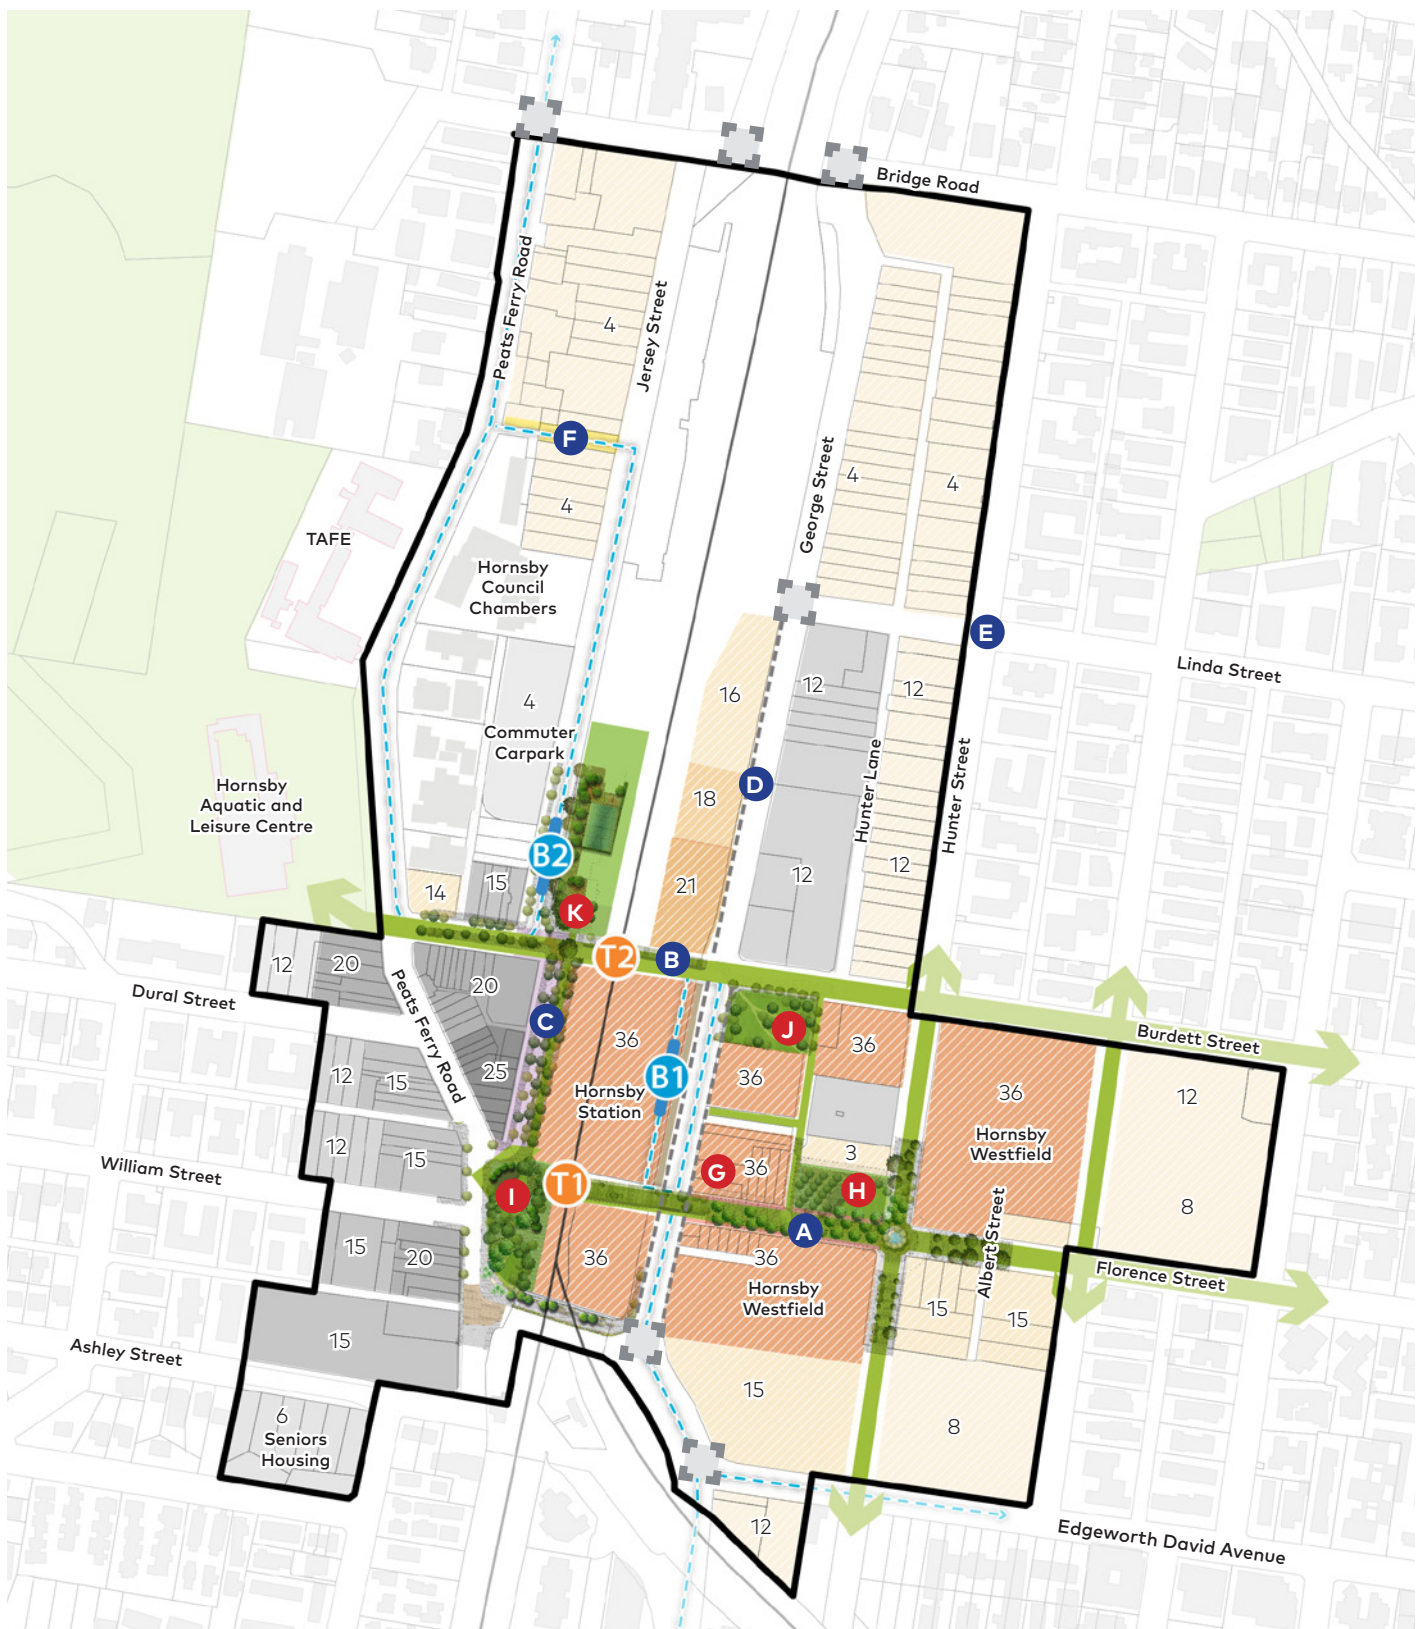 Bridge Road
Peats Ferry Road
4
Jersey Street
F
4
George Street
4
4
TAFE
Hornsby
Council
Chambers
E
Linda Street
16
12
12
4
Commuter
Carpark
Hornsby
Aquatic and
Leisure Centre
D
18
Hunter Lane
Hunter Street
B2
12
12
14
15
21
K
T2
B
12
20
Dural Street
Peats Ferry Road
20
C
J
36
36
Burdett Street
12
15
25
B1
Hornsby
Station
36
36
12
Hornsby
Westfield
12
15
William Street
T1
G
36
3
H
I
8
A
15
20
36
36
Hornsby
Westfield
Albert Street
Florence Street
15
15
15
Ashley Street
15
6
Seniors
Housing
8
12
Edgeworth David Avenue